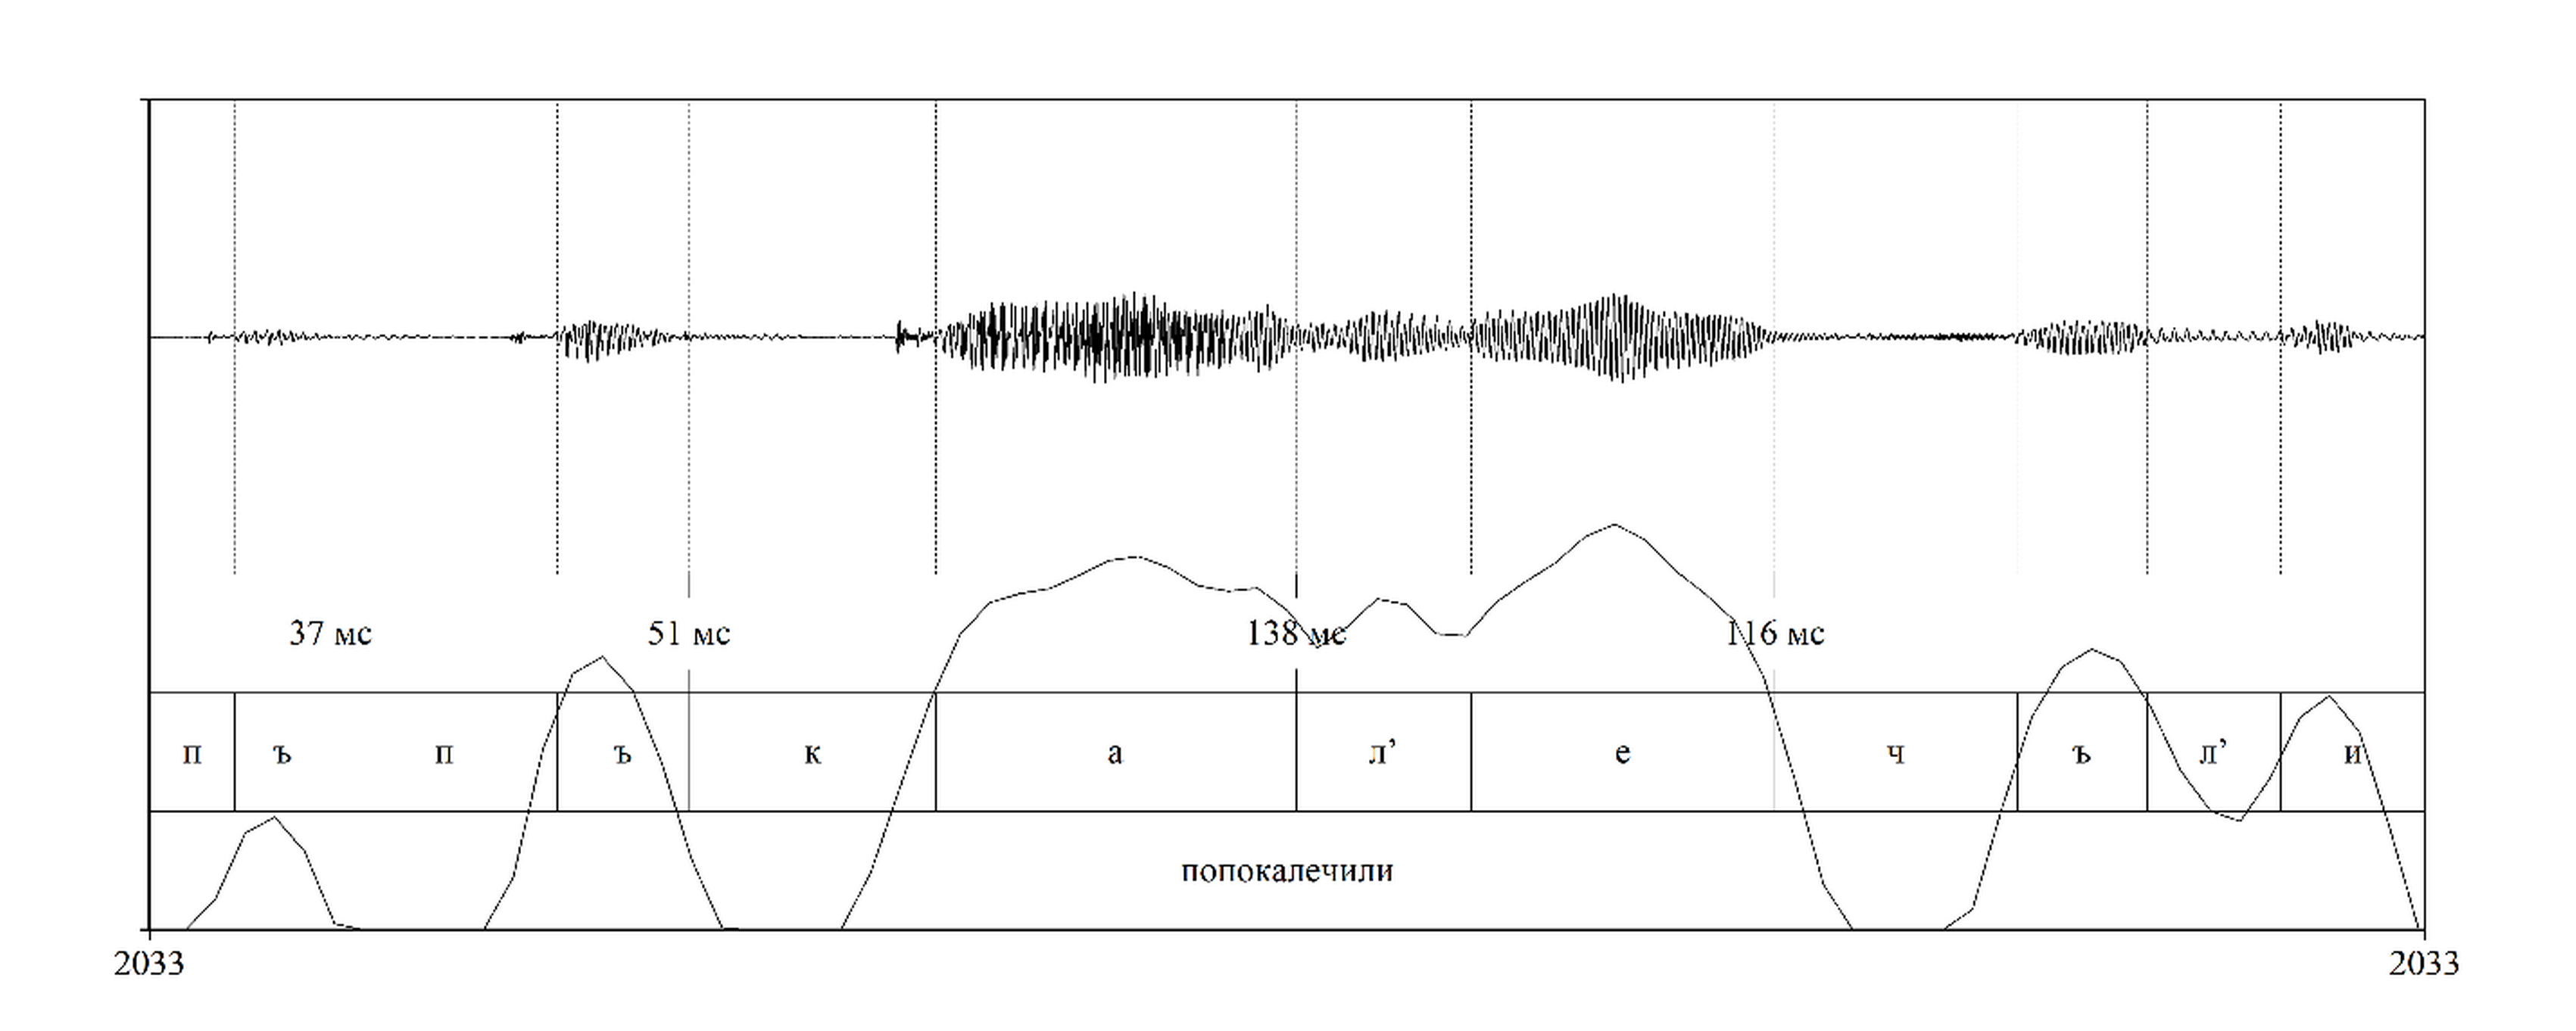 37 мс 51 мс 138 мс 116 мс
п ъ п ъ к а л’ е ч ъ л’ и
попокалечили
2033 2033